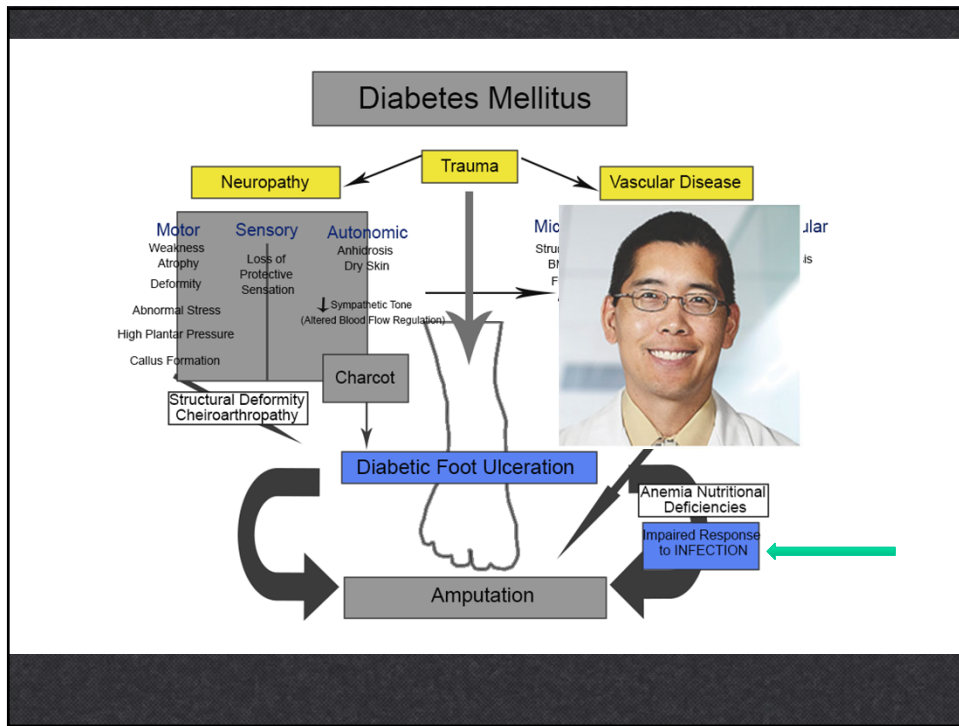 Diabetes Mellitus
Trauma
Neuropathy
Vascular Disease
Motor
Weakness
Atrophy
Deformity
Abnormal Stress
High Plantar Pressure
Callus Formation
Sensory
Loss of
Protective
Sensation
Autonomic
Anhidrosis
Dry Skin
Sympathetic Tone
(Altered Blood Flow Regulation)
Charcot
Structural Deformity
Cheiroarthropathy
Diabetic Foot Ulceration
Anemia Nutritional
Deficiencies
Impaired Response
to INFECTION
Amputation